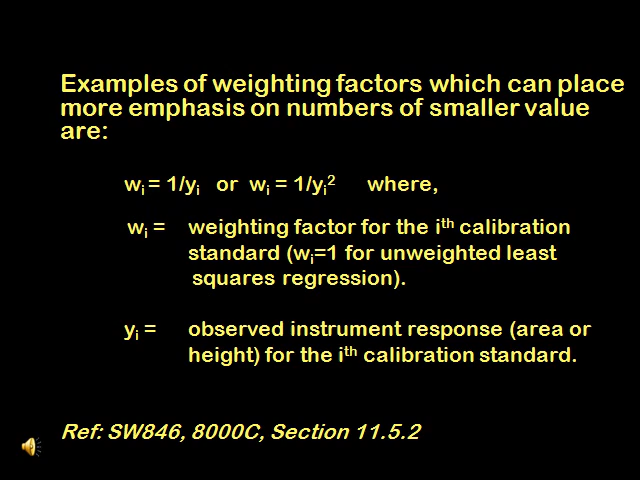 Examples of weighting factors which can place
more emphasis on numbers of smaller value
are:
wᵢ = 1/yᵢ or wᵢ = 1/yᵢ² where,
wᵢ = weighting factor for the iᵗʰ calibration
standard (wᵢ=1 for unweighted least
squares regression).
yᵢ = observed instrument response (area or
height) for the iᵗʰ calibration standard.
Ref: SW846, 8000C, Section 11.5.2